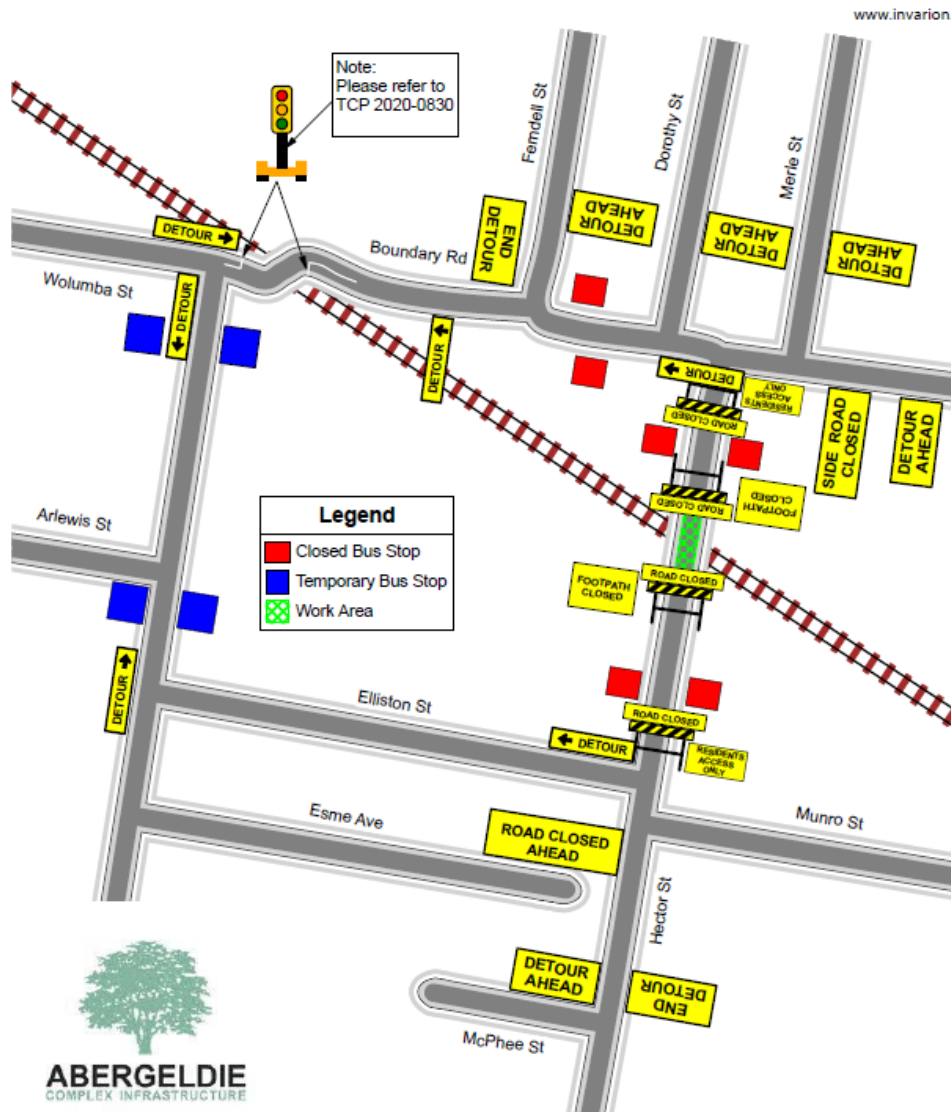 www.invarion
Note:
Please refer to
TCP 2020-0830
Ferndell St
Dorothy St
Merle St
END
DETOUR
DETOUR
AHEAD
DETOUR
AHEAD
DETOUR
AHEAD
DETOUR
Boundary Rd
Wolumba St
DETOUR
DETOUR
DETOUR
RESIDENTS
ACCESS
ONLY
ROAD CLOSED
SIDE ROAD
CLOSED
DETOUR
AHEAD
ROAD CLOSED
FOOTPATH
CLOSED
Legend
Closed Bus Stop
Temporary Bus Stop
Work Area
Arlewis St
FOOTPATH
CLOSED
ROAD CLOSED
DETOUR
Elliston St
ROAD CLOSED
DETOUR
RESIDENTS
ACCESS
ONLY
Esme Ave
ROAD CLOSED
AHEAD
Munro St
Hector St
DETOUR
AHEAD
END
DETOUR
McPhee St
ABERGELDIE
COMPLEX INFRASTRUCTURE